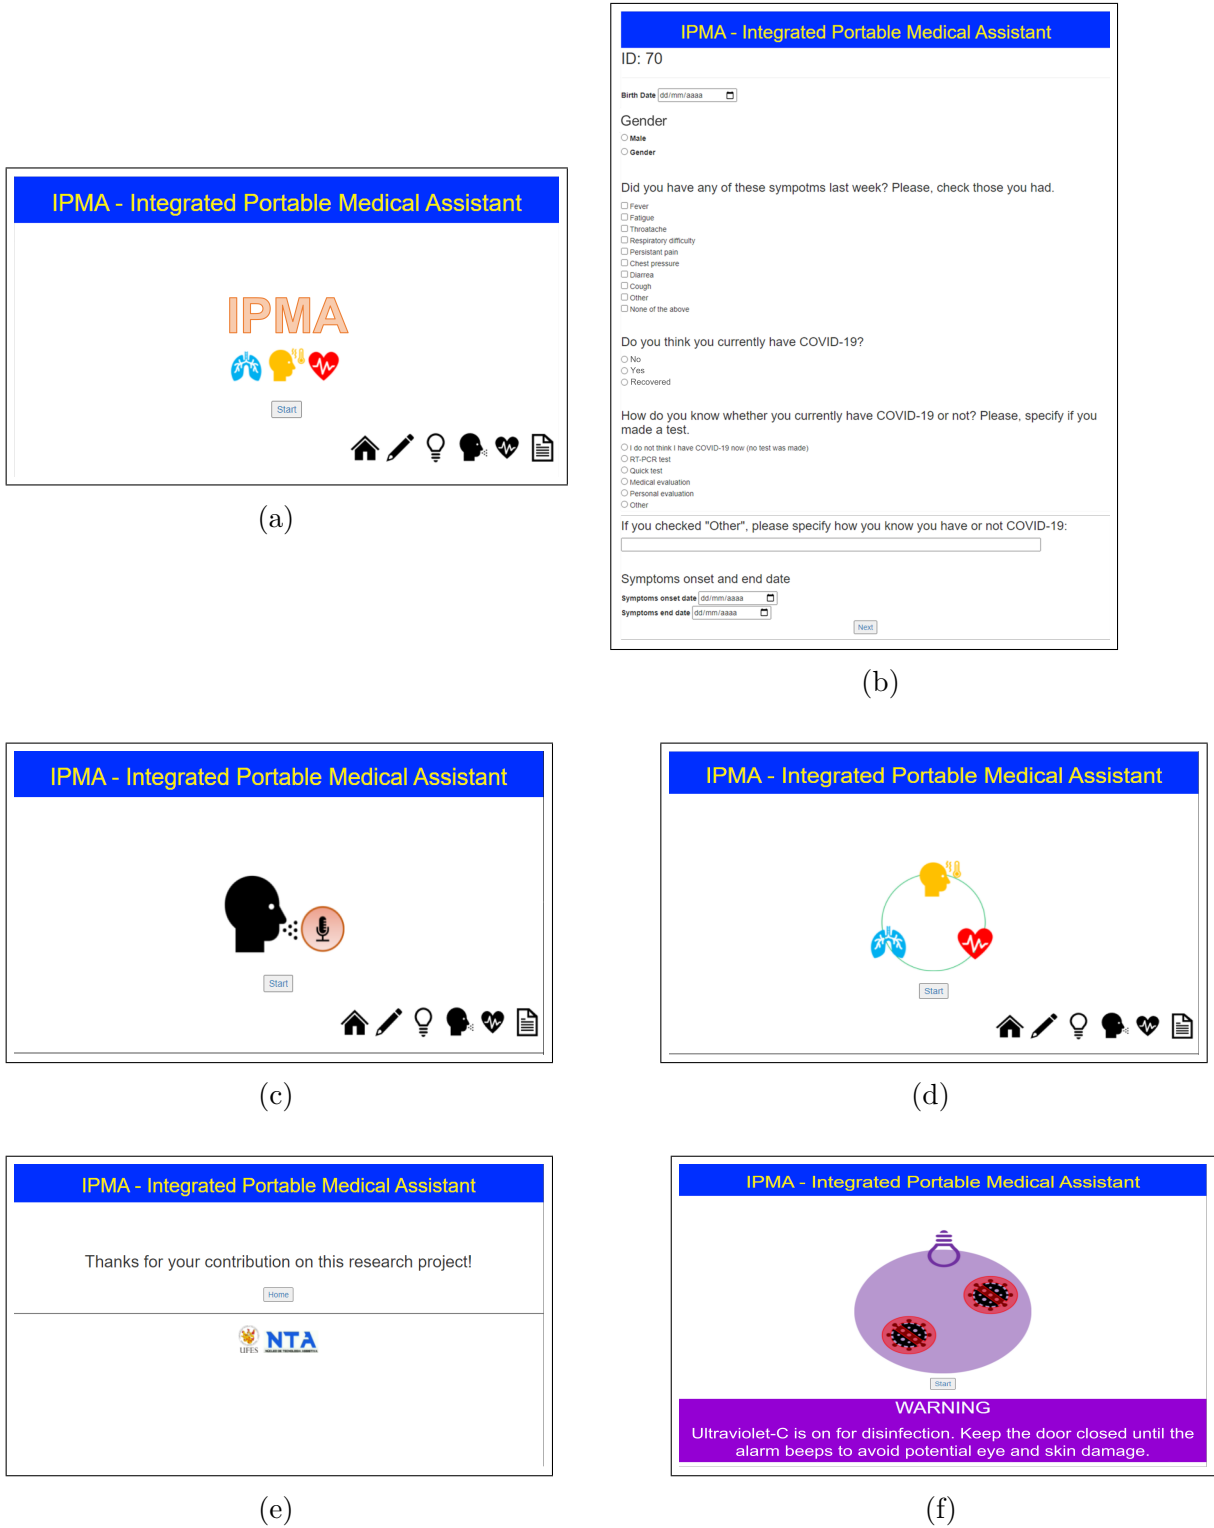 IPMA - Integrated Portable Medical Assistant
IPMA
Start
(a)
IPMA - Integrated Portable Medical Assistant
ID: 70
Birth Date dd/mm/aaaa
Gender
Male
Gender
Did you have any of these sympotms last week? Please, check those you had.
Fever
Fatigue
Throatache
Respiratory difficulty
Persistant pain
Chest pressure
Diarrea
Cough
Other
None of the above
Do you think you currently have COVID-19?
No
Yes
Recovered
How do you know whether you currently have COVID-19 or not? Please, specify if you
made a test.
I do not think I have COVID-19 now (no test was made)
RT-PCR test
Quick test
Medical evaluation
Personal evaluation
Other
If you checked "Other", please specify how you know you have or not COVID-19:
Symptoms onset and end date
Symptoms onset date dd/mm/aaaa
Symptoms end date dd/mm/aaaa
Next
(b)
IPMA - Integrated Portable Medical Assistant
Start
(c)
IPMA - Integrated Portable Medical Assistant
Start
(d)
IPMA - Integrated Portable Medical Assistant
Thanks for your contribution on this research project!
Home
UFES NTA
(e)
IPMA - Integrated Portable Medical Assistant
Start
WARNING
Ultraviolet-C is on for disinfection. Keep the door closed until the
alarm beeps to avoid potential eye and skin damage.
(f)